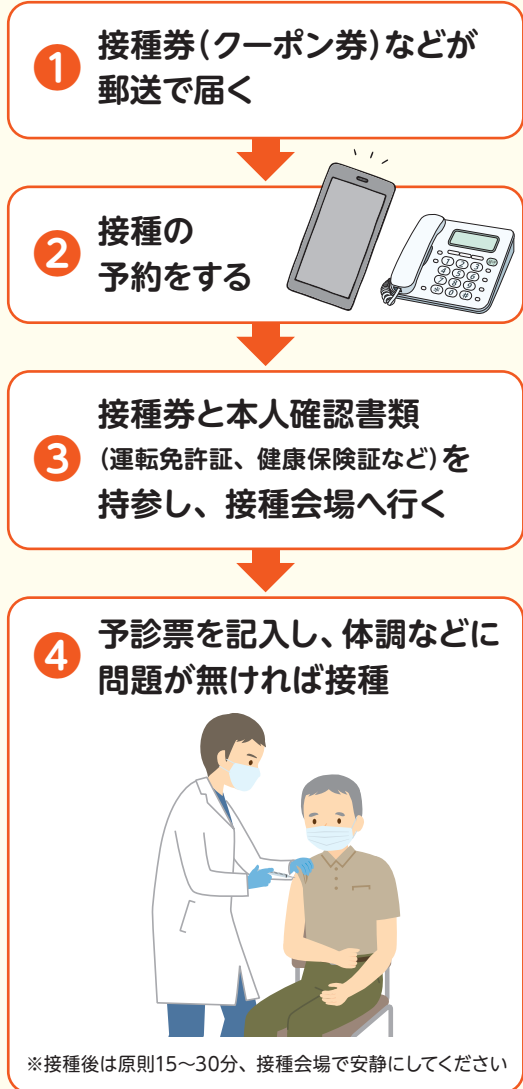 1 接種券(クーポン券)などが
郵送で届く
2 接種の
予約をする
3 接種券と本人確認書類
(運転免許証、健康保険証など)を
持参し、接種会場へ行く
4 予診票を記入し、体調などに
問題が無ければ接種
※接種後は原則15~30分、接種会場で安静にしてください